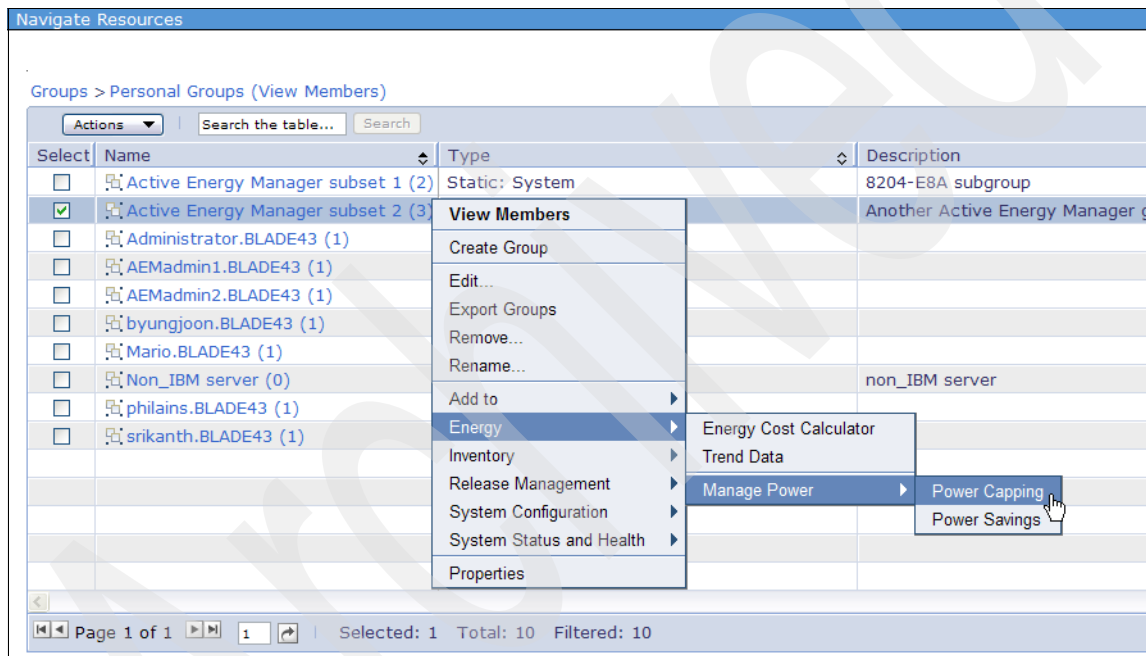 Navigate Resources
Groups > Personal Groups (View Members)
Actions Search the table... Search
Select Name Type Description
Active Energy Manager subset 1 (2) Static: System 8204-E8A subgroup
Active Energy Manager subset 2 (3) Another Active Energy Manager g
Administrator.BLADE43 (1)
AEMadmin1.BLADE43 (1)
AEMadmin2.BLADE43 (1)
byungjoon.BLADE43 (1)
Mario.BLADE43 (1)
Non_IBM server (0) non_IBM server
philains.BLADE43 (1)
srikanth.BLADE43 (1)
View Members
Create Group
Edit...
Export Groups
Remove...
Rename...
Add to
Energy
Inventory
Release Management
System Configuration
System Status and Health
Properties
Energy Cost Calculator
Trend Data
Manage Power
Power Capping
Power Savings
Page 1 of 1 1 Selected: 1 Total: 10 Filtered: 10
Archived